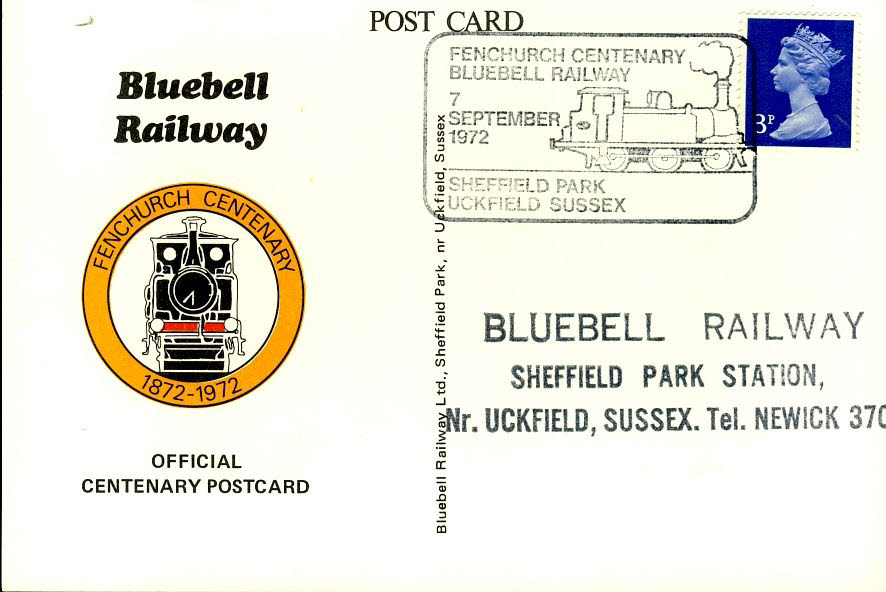 POST CARD
Bluebell
Railway
FENCHURCH CENTENARY
1872-1972
OFFICIAL
CENTENARY POSTCARD
Bluebell Railway Ltd., Sheffield Park, nr Uckfield, Sussex
FENCHURCH CENTENARY
BLUEBELL RAILWAY
7
SEPTEMBER
1972
SHEFFIELD PARK
UCKFIELD SUSSEX
3P
BLUEBELL RAILWAY
SHEFFIELD PARK STATION,
Nr. UCKFIELD, SUSSEX. Tel. NEWICK 370